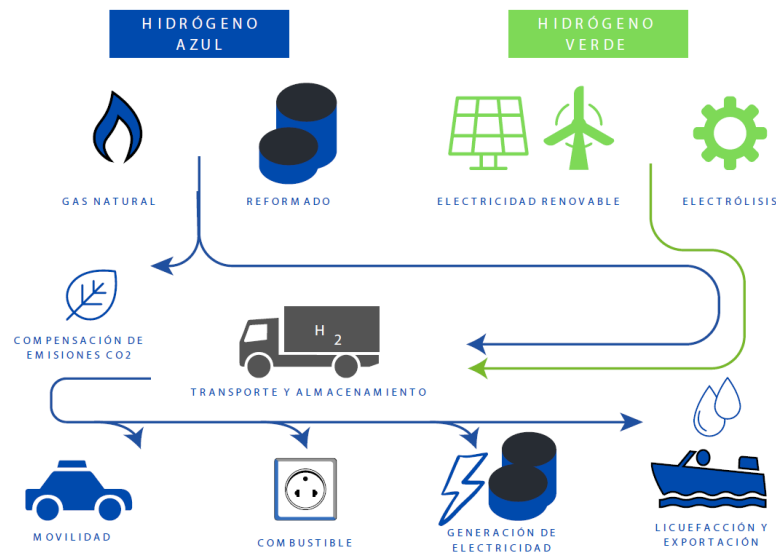 HIDRÓGENO
AZUL
HIDRÓGENO
VERDE
GAS NATURAL
REFORMADO
ELECTRICIDAD RENOVABLE
ELECTRÓLISIS
COMPENSACIÓN DE
EMISIONES CO2
H2
TRANSPORTE Y ALMACENAMIENTO
MOVILIDAD
COMBUSTIBLE
GENERACIÓN DE
ELECTRICIDAD
LICUEFACCIÓN Y
EXPORTACIÓN